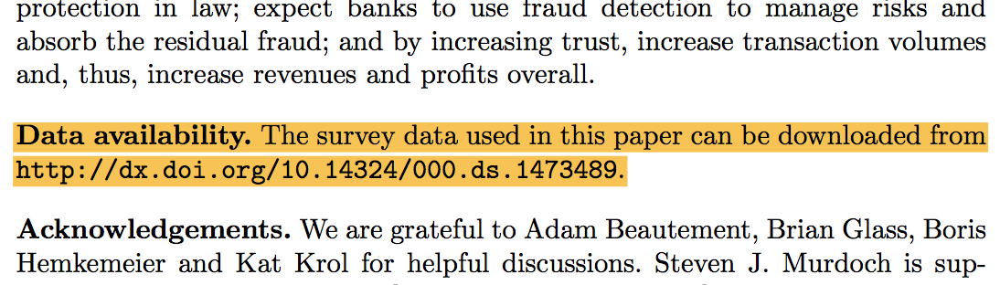 protection in law; expect banks to use fraud detection to manage risks and
absorb the residual fraud; and by increasing trust, increase transaction volumes
and, thus, increase revenues and profits overall.
Data availability. The survey data used in this paper can be downloaded from
http://dx.doi.org/10.14324/000.ds.1473489.
Acknowledgements. We are grateful to Adam Beautement, Brian Glass, Boris
Hemkemeier and Kat Krol for helpful discussions. Steven J. Murdoch is sup-